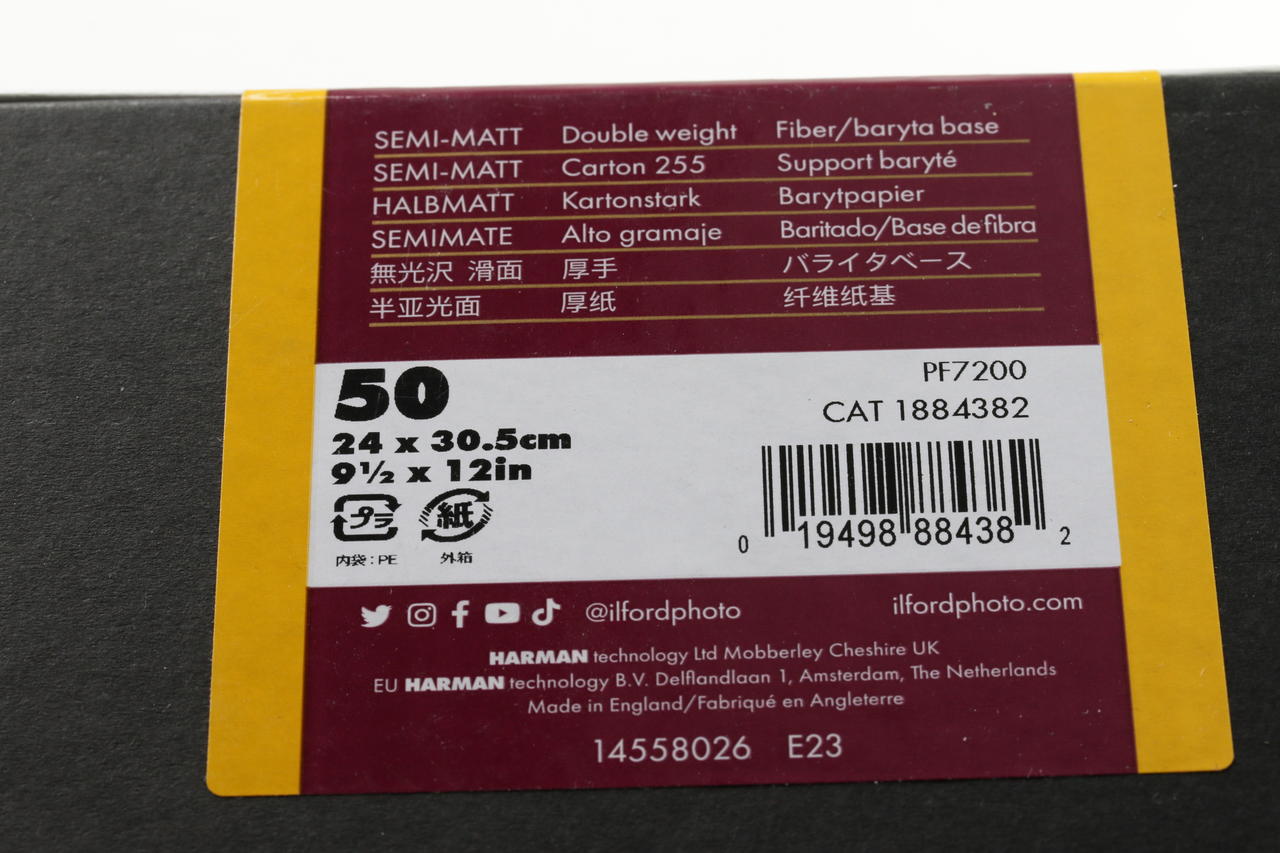 SEMI-MATT Double weight Fiber/baryta base
SEMI-MATT Carton 255 Support baryté
HALBMATT Kartonstark Barytpapier
SEMIMATE Alto gramaje Baritado/Base de fibra
無光沢 滑面 厚手 バライタベース
半亚光面 厚纸 纤维纸基
50
24 x 30.5cm
9½ x 12in
プラ 紙
内袋：PE 外箱
PF7200
CAT 1884382
0 19498 88438 2
@ilfordphoto ilfordphoto.com
HARMAN technology Ltd Mobberley Cheshire UK
EU HARMAN technology B.V. Delflandlaan 1, Amsterdam, The Netherlands
Made in England/Fabriqué en Angleterre
14558026 E23